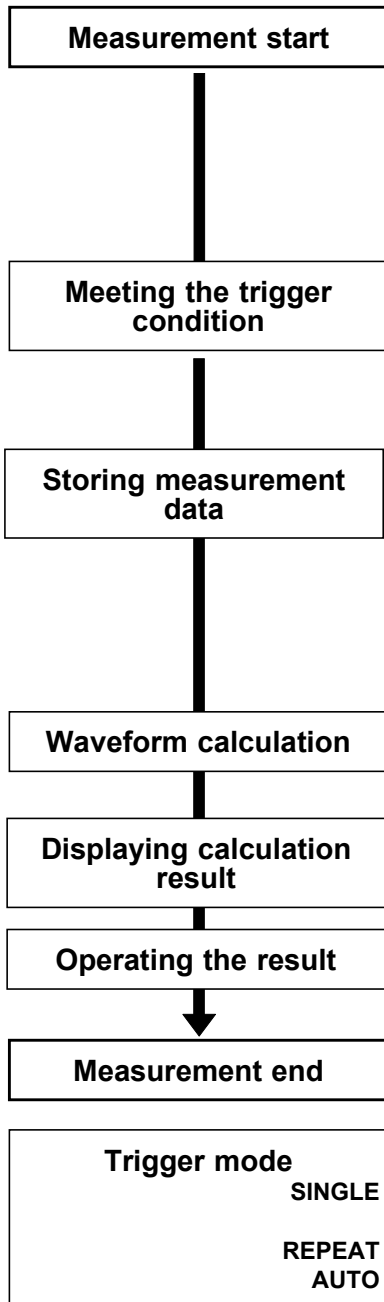 Measurement start
Meeting the trigger
condition
Storing measurement
data
Waveform calculation
Displaying calculation
result
Operating the result
Measurement end
Trigger mode
SINGLE
REPEAT
AUTO